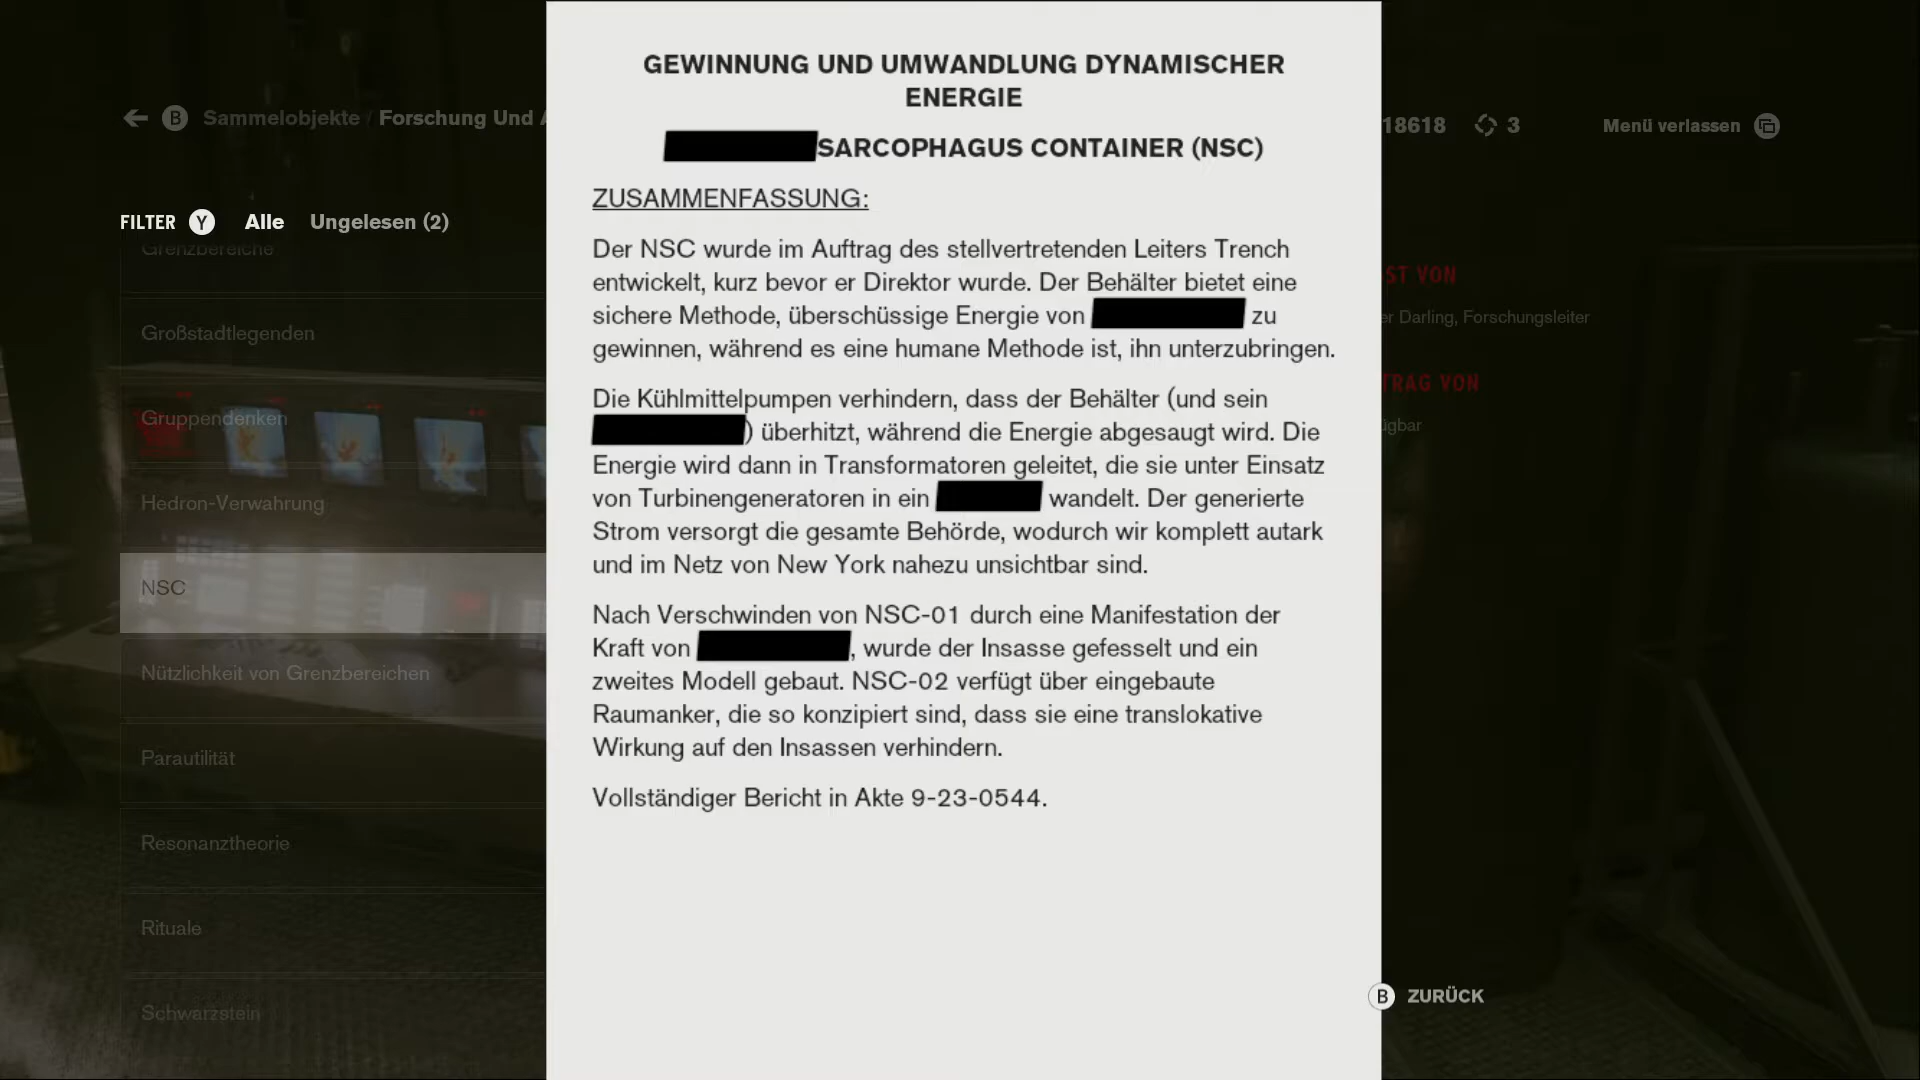 GEWINNUNG UND UMWANDLUNG DYNAMISCHER
ENERGIE
SARCOPHAGUS CONTAINER (NSC)
← B Sammelobjekte / Forschung Und
18618 3 Menü verlassen
FILTER Y Alle Ungelesen (2)
Grenzbereiche
Großstadtlegenden
Gruppendenken
Hedron-Verwahrung
NSC
Nützlichkeit von Grenzbereichen
Parautilität
Resonanztheorie
Rituale
Schwarzstein
ZUSAMMENFASSUNG:
Der NSC wurde im Auftrag des stellvertretenden Leiters Trench
entwickelt, kurz bevor er Direktor wurde. Der Behälter bietet eine
sichere Methode, überschüssige Energie von zu
gewinnen, während es eine humane Methode ist, ihn unterzubringen.
Die Kühlmittelpumpen verhindern, dass der Behälter (und sein
) überhitzt, während die Energie abgesaugt wird. Die
Energie wird dann in Transformatoren geleitet, die sie unter Einsatz
von Turbinengeneratoren in ein wandelt. Der generierte
Strom versorgt die gesamte Behörde, wodurch wir komplett autark
und im Netz von New York nahezu unsichtbar sind.
Nach Verschwinden von NSC-01 durch eine Manifestation der
Kraft von , wurde der Insasse gefesselt und ein
zweites Modell gebaut. NSC-02 verfügt über eingebaute
Raumanker, die so konzipiert sind, dass sie eine translokative
Wirkung auf den Insassen verhindern.
Vollständiger Bericht in Akte 9-23-0544.
ST VON
er Darling, Forschungsleiter
TRAG VON
ügbar
B ZURÜCK